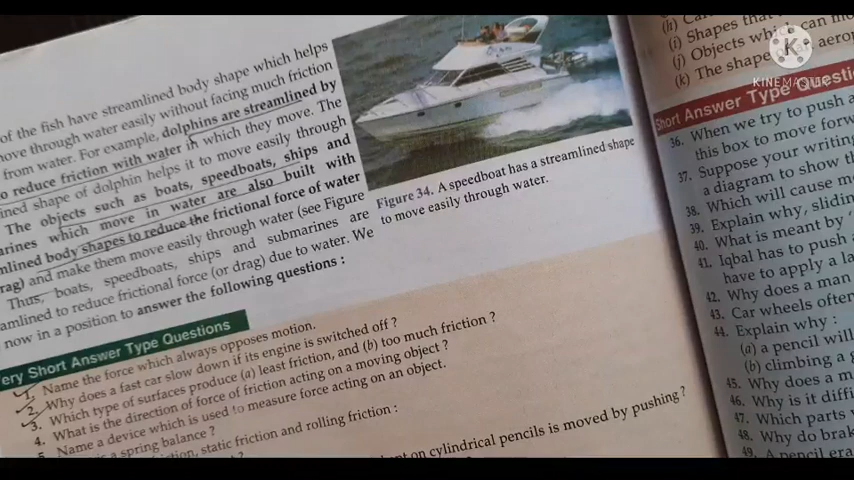 of the fish have streamlined body shape which helps
move through water easily without facing much friction
from water. For example, dolphins are streamlined by
to reduce friction with water in which they move. The
lined shape of dolphin helps it to move easily through
The objects such as boats, speedboats, ships and
arines which move in water are also built with
mlined body shapes to reduce the frictional force of water
rag) and make them move easily through water (see Figure
Thus, boats, speedboats, ships and submarines are
amlined to reduce frictional force (or drag) due to water. We
now in a position to answer the following questions :
Figure 34. A speedboat has a streamlined shape
to move easily through water.
ery Short Answer Type Questions
1. Name the force which always opposes motion.
2. Why does a fast car slow down if its engine is switched off ?
3. Which type of surfaces produce (a) least friction, and (b) too much friction ?
4. What is the direction of force of friction acting on a moving object ?
5 Name a device which is used to measure force acting on an object.
is a spring balance ?
iction, static friction and rolling friction :
ept on cylindrical pencils is moved by pushing ?
(h) Car
(i) Shapes that
(j) Objects which can mo
(k) The shape aero
K
KINEMASTER
Short Answer Type Questi
36. When we try to push a
this box to move forw
37. Suppose your writing
a diagram to show th
38. Which will cause mo
39. Explain why, slidin
40. What is meant by '
41. Iqbal has to push a
have to apply a la
42. Why does a man
43. Car wheels often
44. Explain why :
(a) a pencil will
(b) climbing a g
45. Why does a m
46. Why is it diffi
47. Which parts
48. Why do brak
49. A pencil era